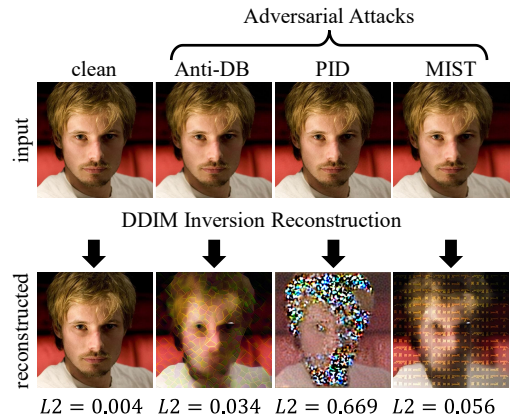 Adversarial Attacks
clean Anti-DB PID MIST
input
DDIM Inversion Reconstruction
reconstructed
L2 = 0.004 L2 = 0.034 L2 = 0.669 L2 = 0.056